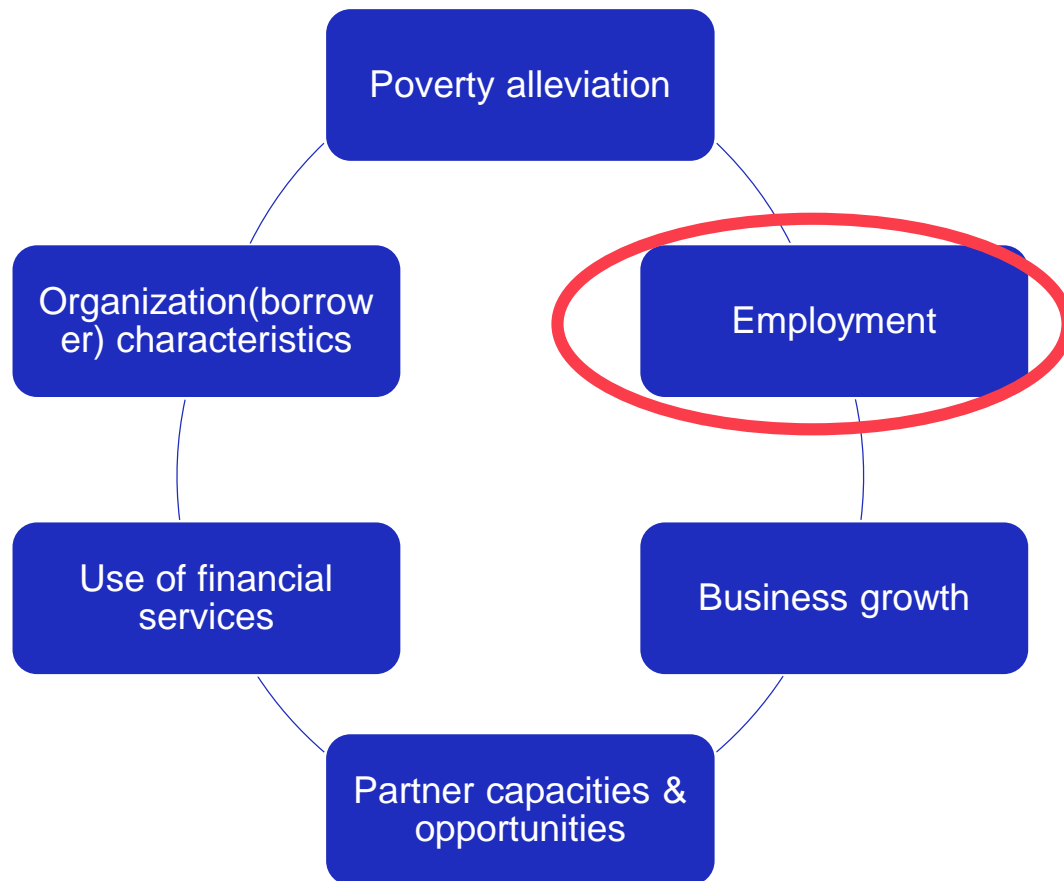 Poverty alleviation
Organization(borrow
er) characteristics
Employment
Use of financial
services
Business growth
Partner capacities &
opportunities